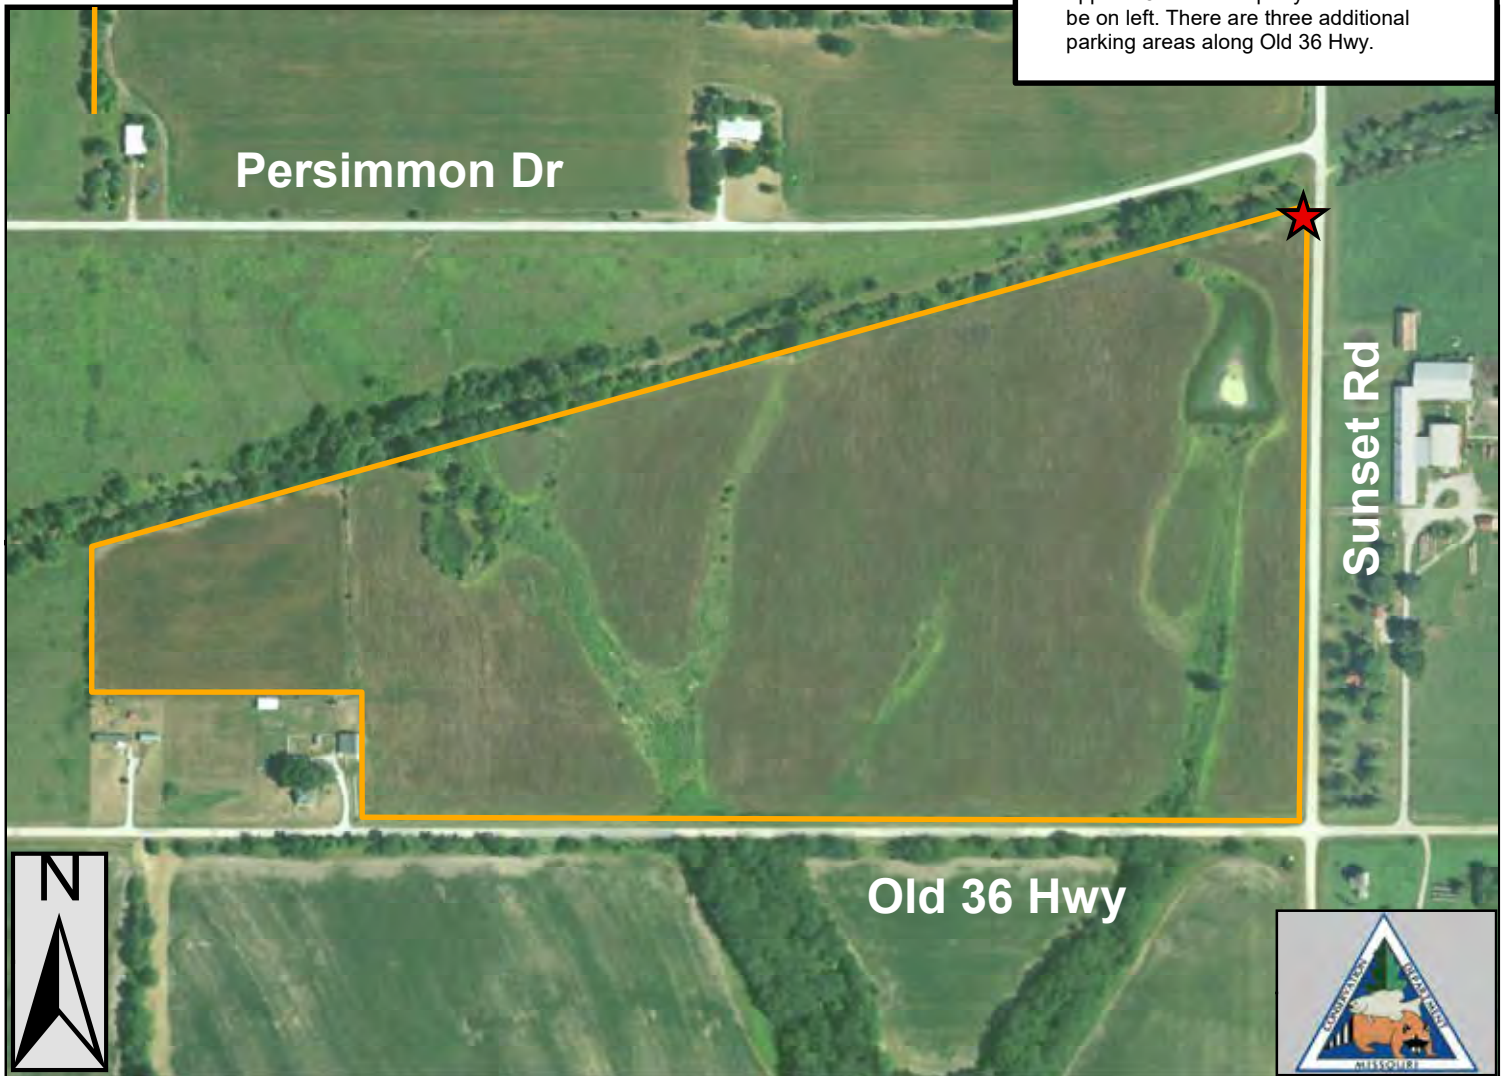 be on left. There are three additional
parking areas along Old 36 Hwy.
Persimmon Dr
Sunset Rd
Old 36 Hwy
N
CONSERVATION
DEPARTMENT
MISSOURI